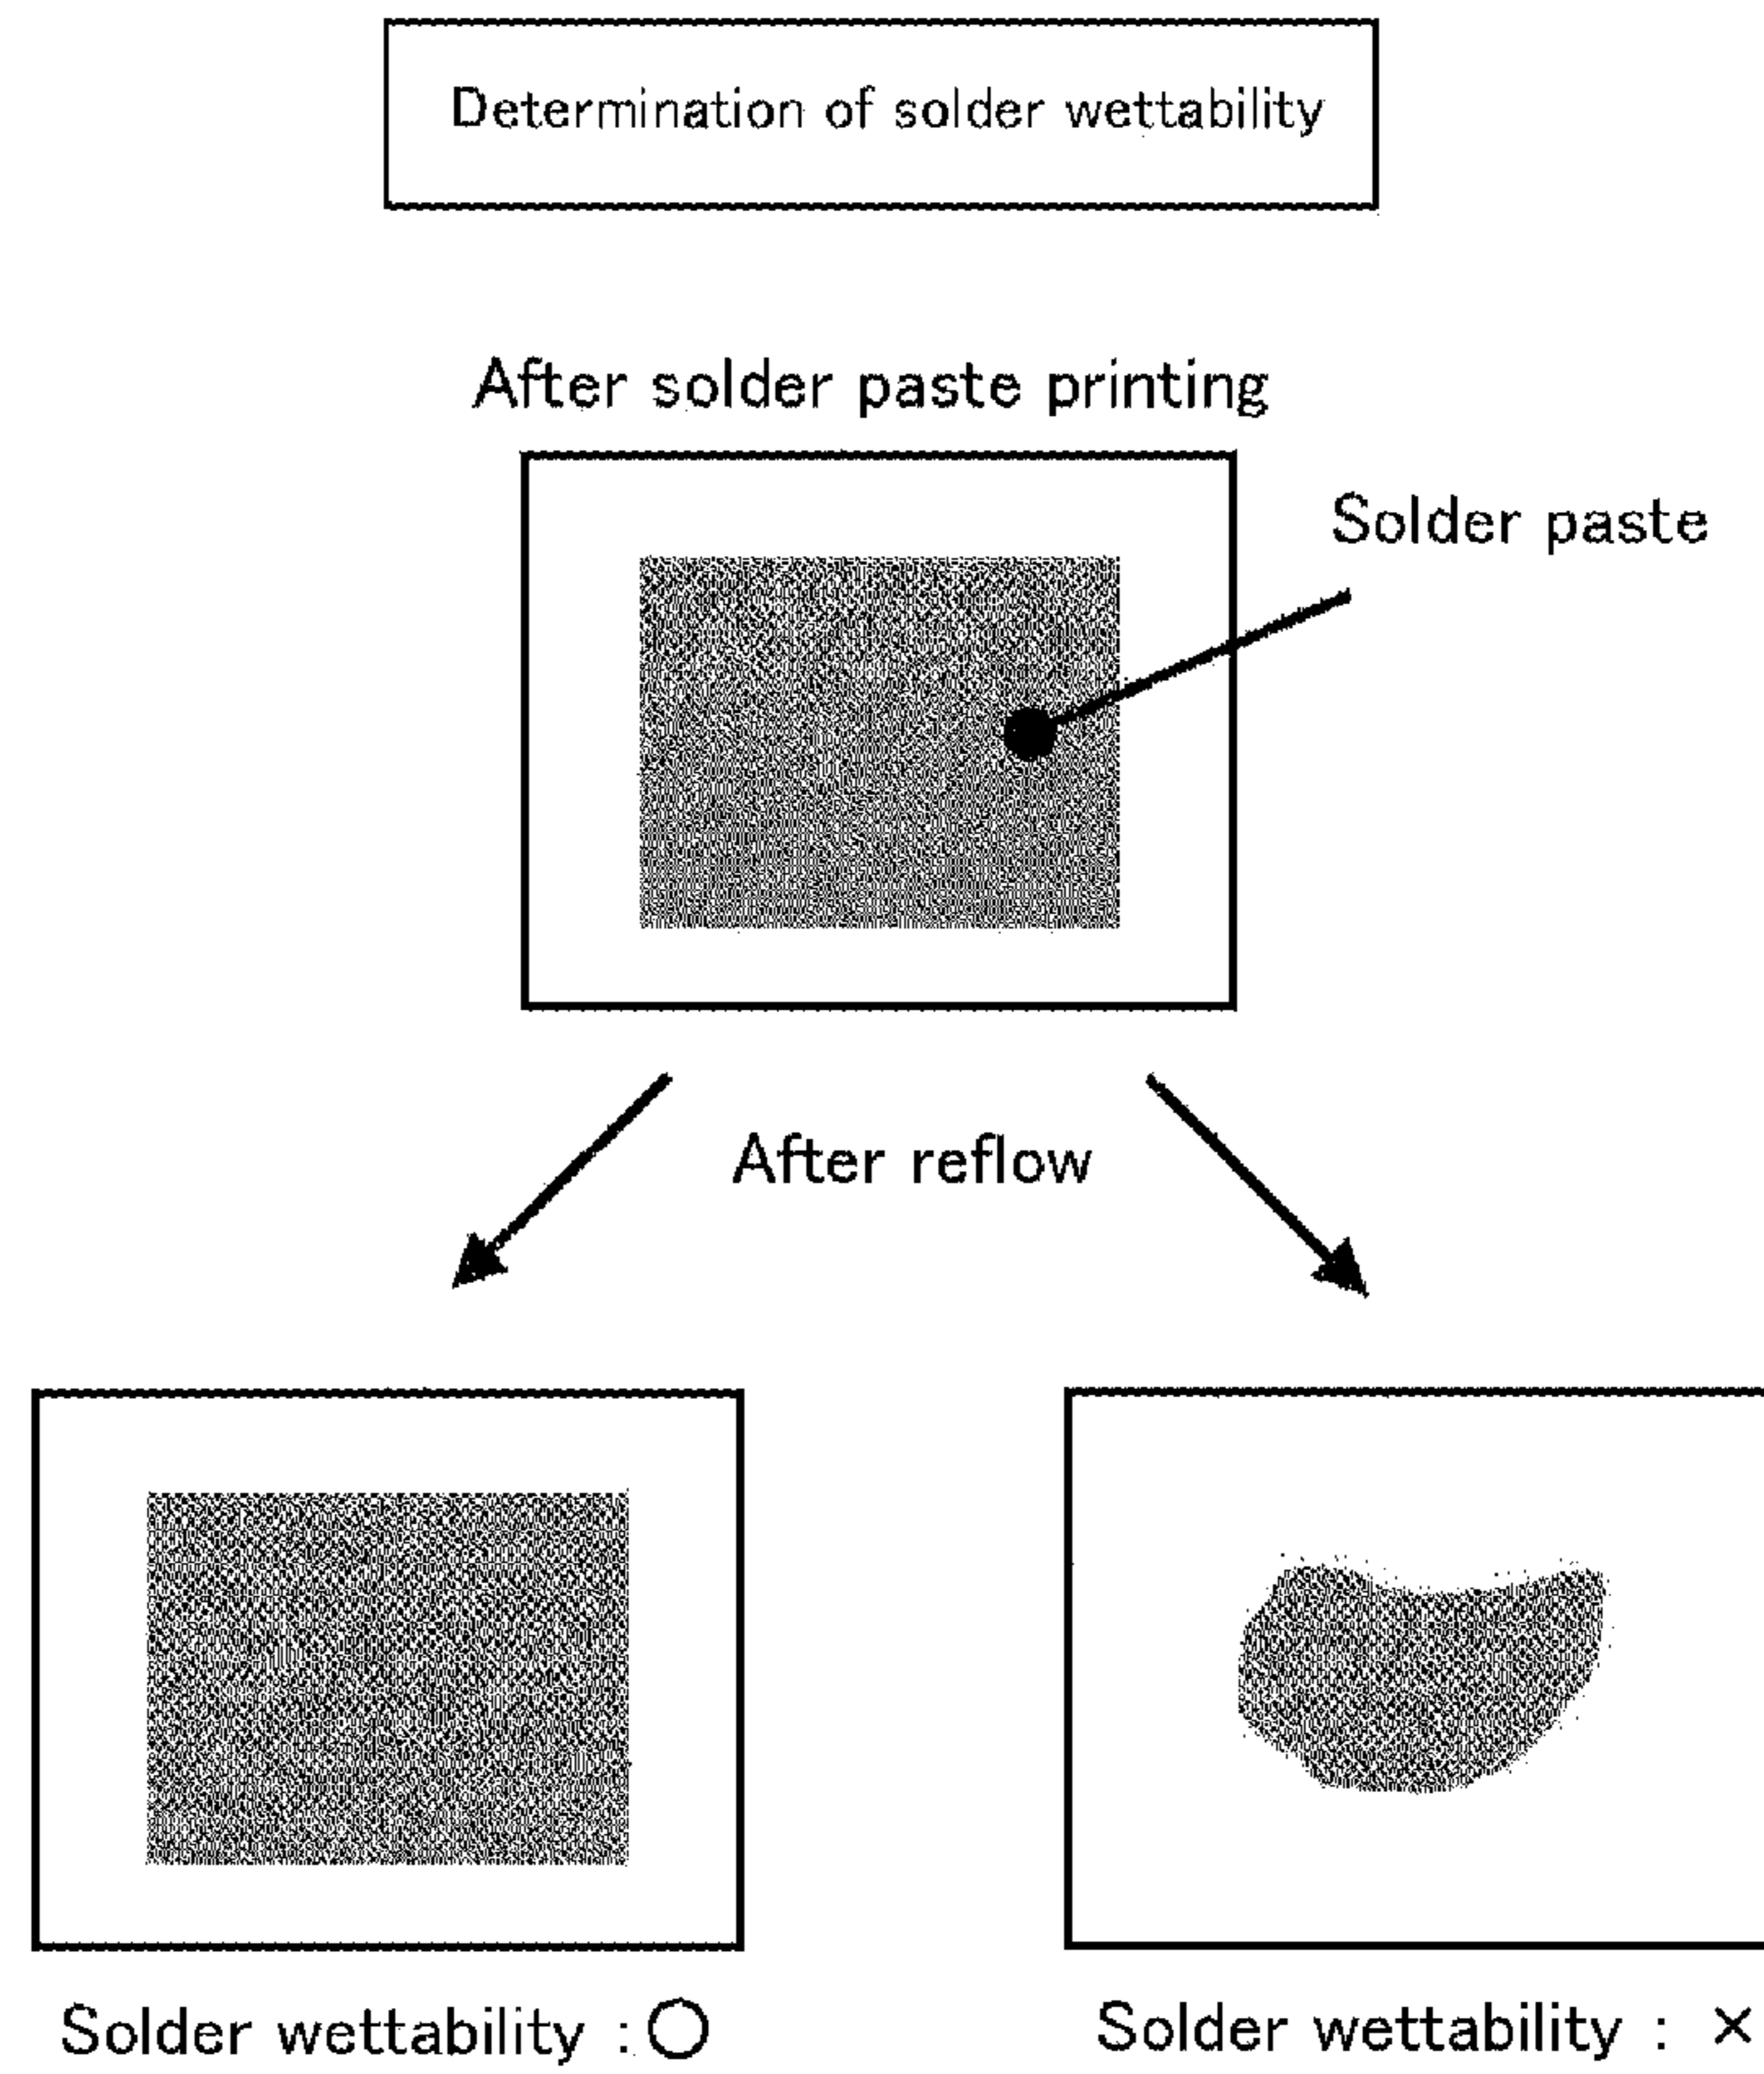 Determination of solder wettability
After solder paste printing
Solder paste
After reflow
Solder wettability : ○
Solder wettability : ×